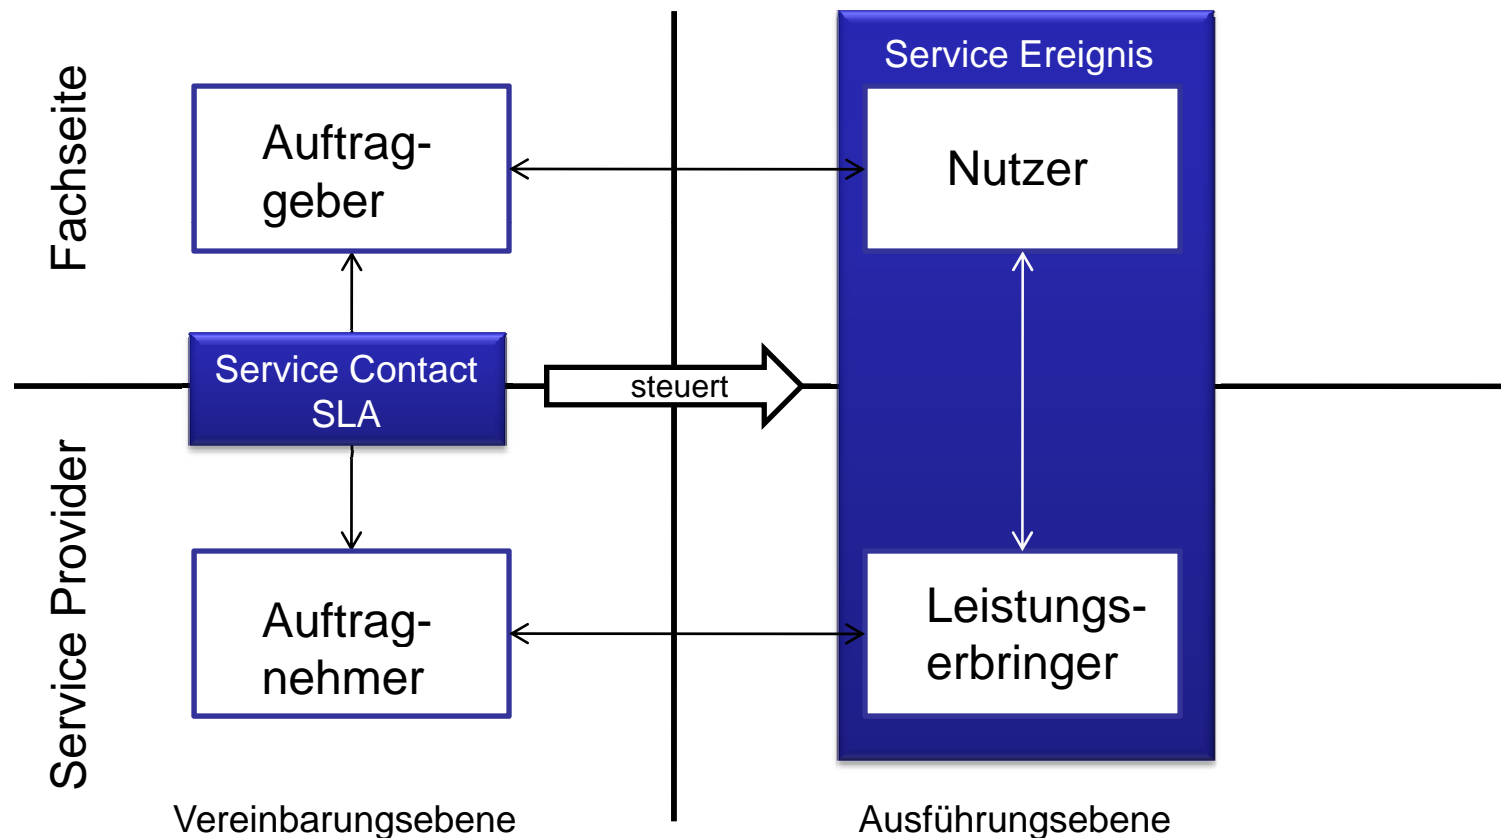 Fachseite
Service Provider
Service Ereignis
Auftrag-
geber
Nutzer
Service Contact
SLA
steuert
Auftrag-
nehmer
Leistungs-
erbringer
Vereinbarungsebene
Ausführungsebene